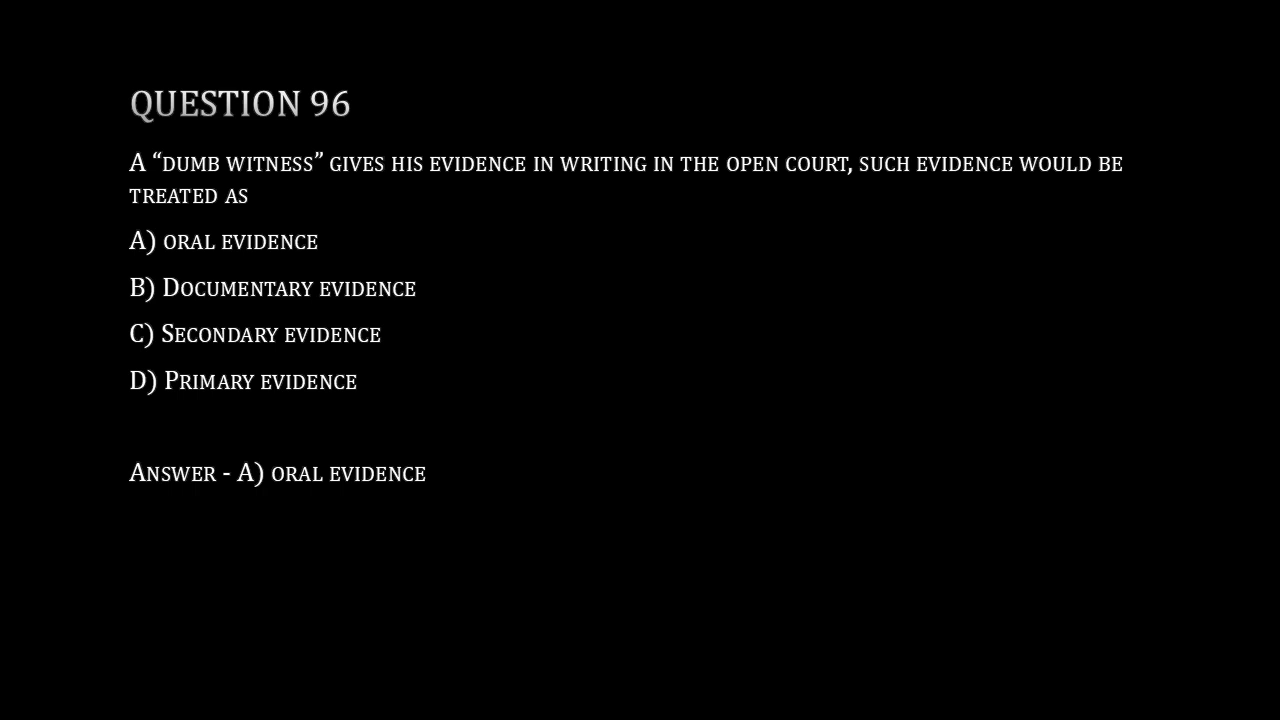 QUESTION 96
A “DUMB WITNESS” GIVES HIS EVIDENCE IN WRITING IN THE OPEN COURT, SUCH EVIDENCE WOULD BE
TREATED AS
A) ORAL EVIDENCE
B) DOCUMENTARY EVIDENCE
C) SECONDARY EVIDENCE
D) PRIMARY EVIDENCE
ANSWER - A) ORAL EVIDENCE